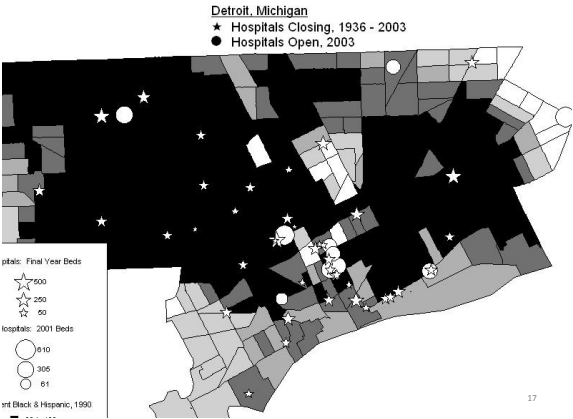 Detroit, Michigan
★ Hospitals Closing, 1936 - 2003
● Hospitals Open, 2003
pitals: Final Year Beds
500
250
50
ospitals: 2001 Beds
610
305
61
nt Black & Hispanic, 1990
17